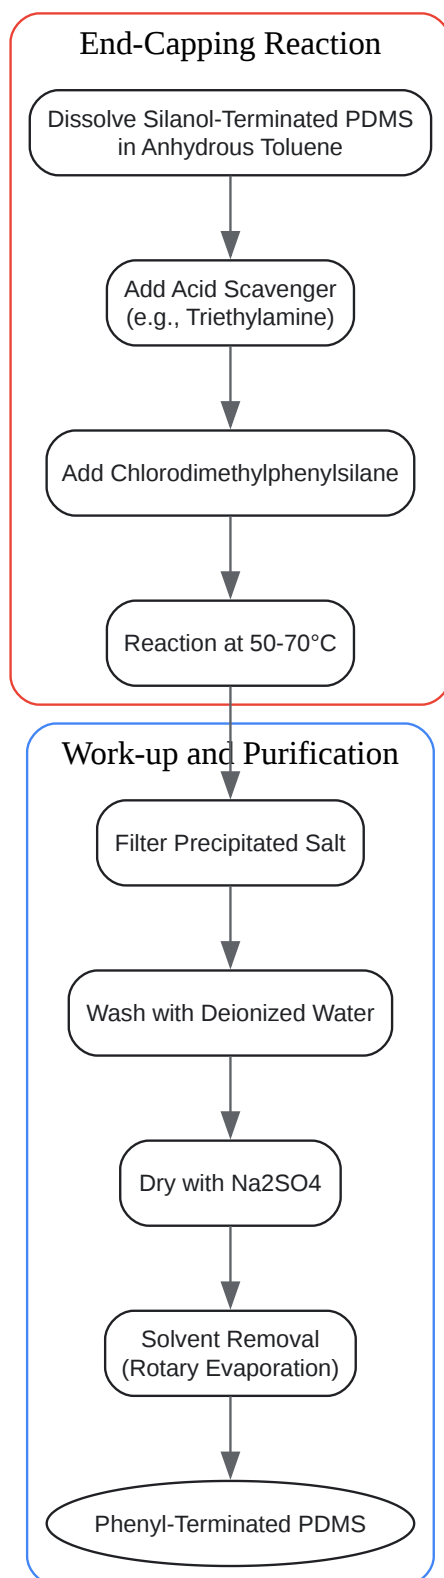 End-Capping Reaction
Dissolve Silanol-Terminated PDMS
in Anhydrous Toluene
Add Acid Scavenger
(e.g., Triethylamine)
Add Chlorodimethylphenylsilane
Reaction at 50-70°C
Work-up and Purification
Filter Precipitated Salt
Wash with Deionized Water
Dry with Na2SO4
Solvent Removal
(Rotary Evaporation)
Phenyl-Terminated PDMS